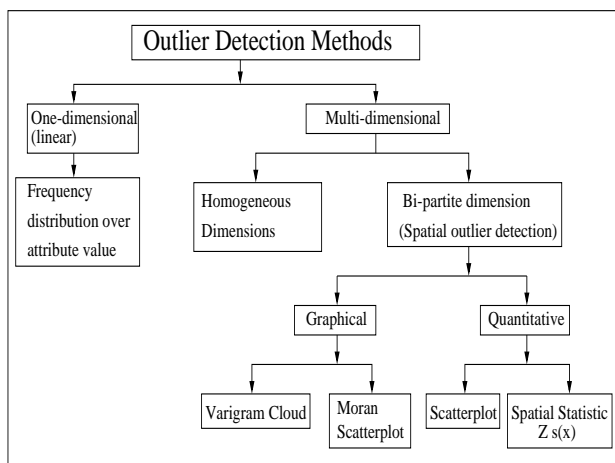 Outlier Detection Methods
One-dimensional
(linear)
Multi-dimensional
Frequency
distribution over
attribute value
Homogeneous
Dimensions
Bi-partite dimension
(Spatial outlier detection)
Graphical
Quantitative
Varigram Cloud
Moran
Scatterplot
Scatterplot
Spatial Statistic
Z s(x)